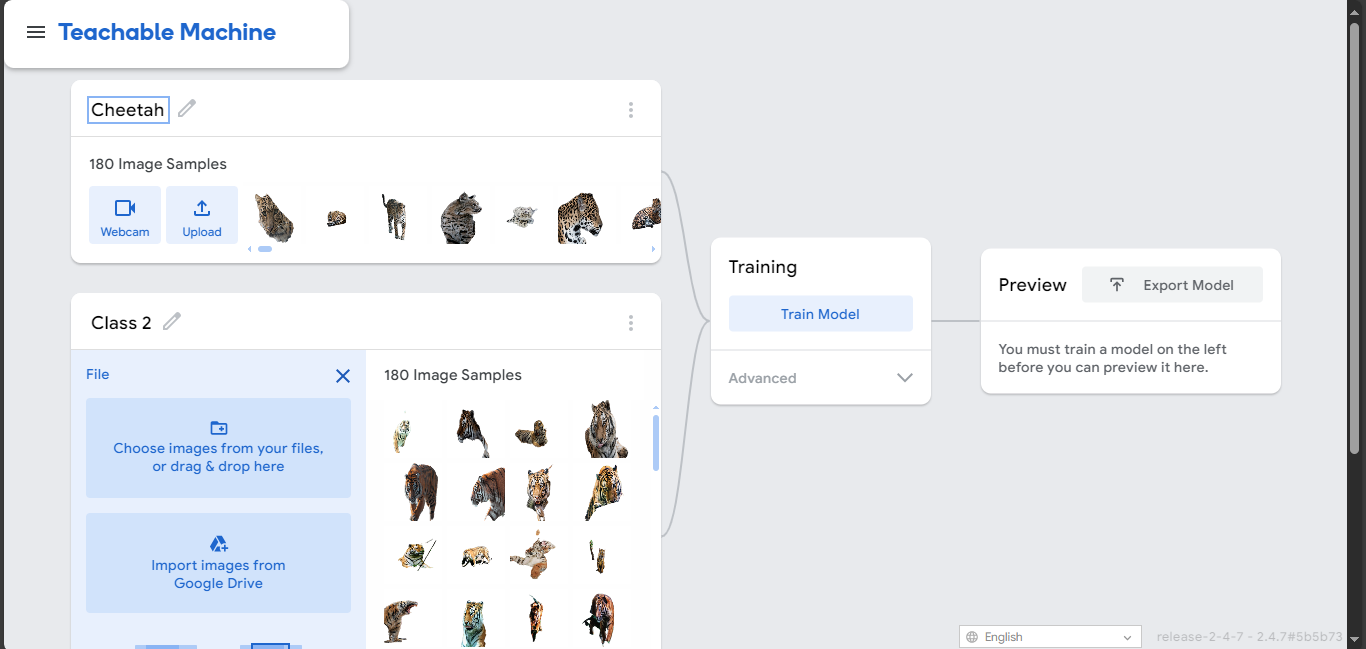 Teachable Machine
Cheetah
180 Image Samples
Webcam
Upload
Class 2
File
Choose images from your files,
or drag & drop here
Import images from
Google Drive
180 Image Samples
Training
Train Model
Advanced
Preview
Export Model
You must train a model on the left
before you can preview it here.
English
release-2-4-7 - 2.4.7#5b5b73